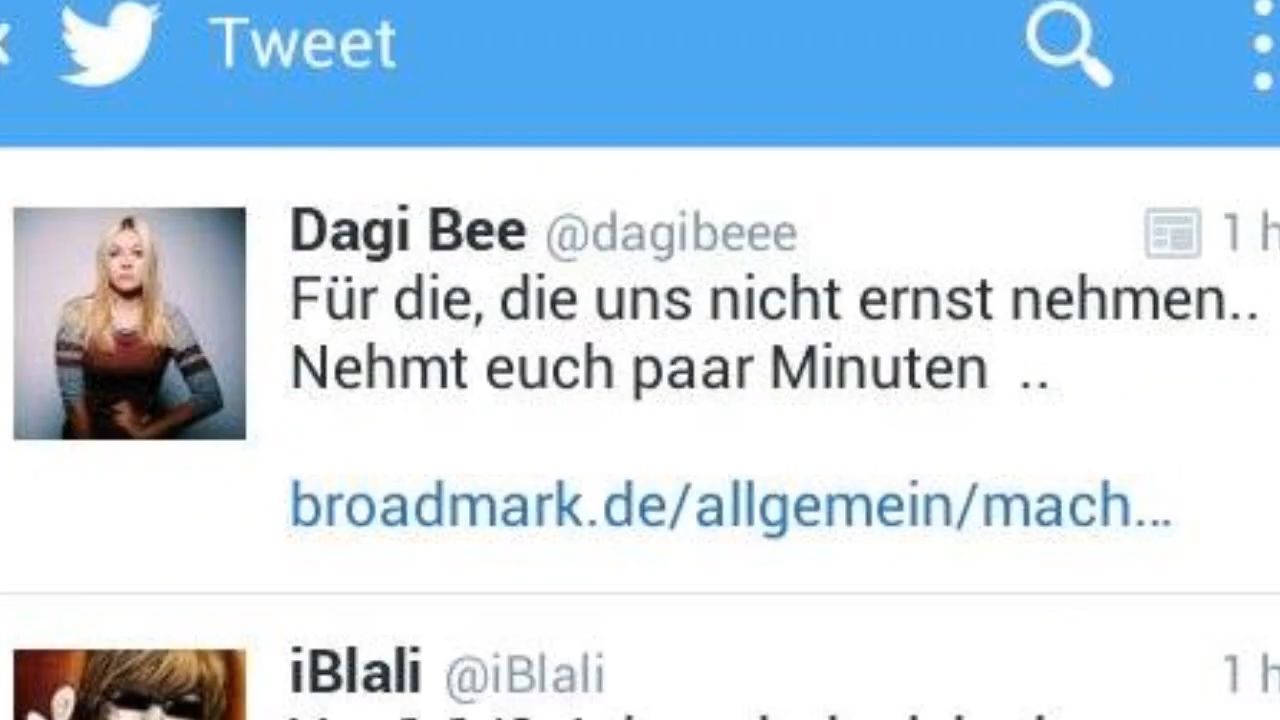 Tweet
Dagi Bee @dagibeee 1 h
Für die, die uns nicht ernst nehmen..
Nehmt euch paar Minuten ..
broadmark.de/allgemein/mach...
iBlali @iBlali 1 h